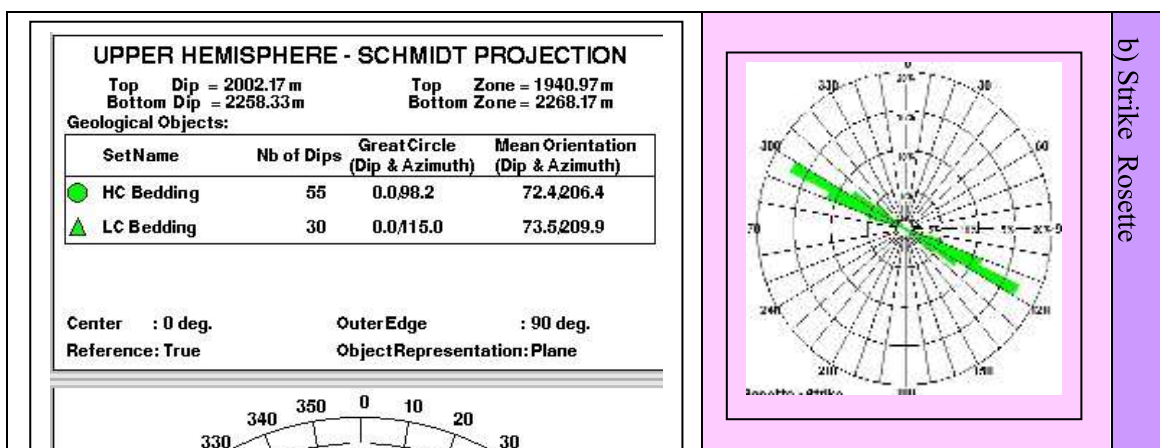 UPPER HEMISPHERE - SCHMIDT PROJECTION
Top Dip = 2002.17 m Top Zone = 1940.97 m
Bottom Dip = 2258.33 m Bottom Zone = 2268.17 m
Geological Objects:
SetName Nb of Dips Great Circle (Dip & Azimuth) Mean Orientation (Dip & Azimuth)
HC Bedding 55 0.0/98.2 72.4/206.4
LC Bedding 30 0.0/115.0 73.5/209.9
Center : 0 deg. Outer Edge : 90 deg.
Reference: True Object Representation: Plane
330 340 350 0 10 20 30
b) Strike Rosette
0
330 30
300 60
240 120
210 150
20%
Rosette : Strike